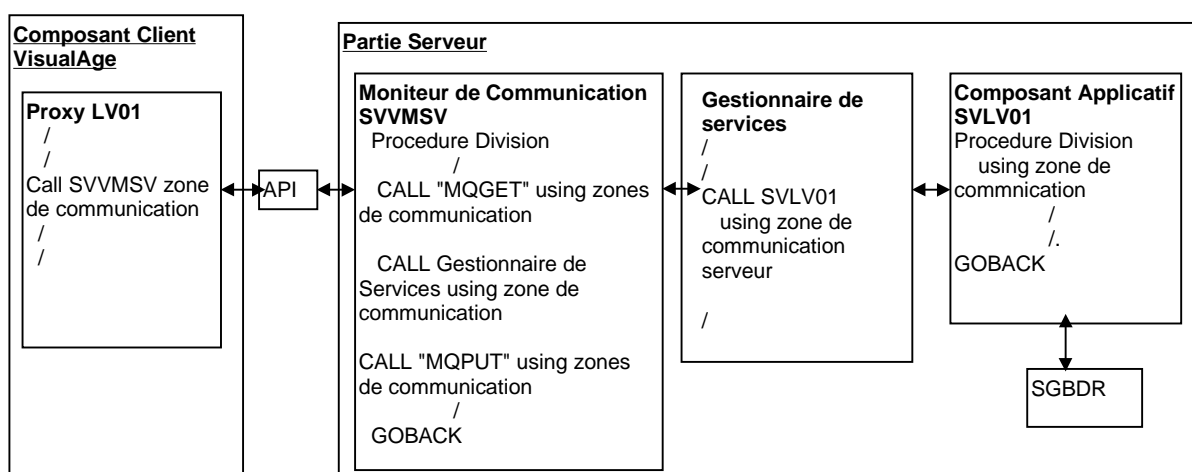 Composant Client
VisualAge
Proxy LV01
/
/
Call SVVMSV zone
de communication
/
/
API
Partie Serveur
Moniteur de Communication
SVVMSV
Procedure Division
/
CALL "MQGET" using zones
de communication
CALL Gestionnaire de
Services using zone de
communication
CALL "MQPUT" using zones
de communication
/
GOBACK
Gestionnaire de
services
/
/
CALL SVLV01
using zone de
communication
serveur
/
Composant Applicatif
SVLV01
Procedure Division
using zone de
commnication
/
/.
GOBACK
SGBDR